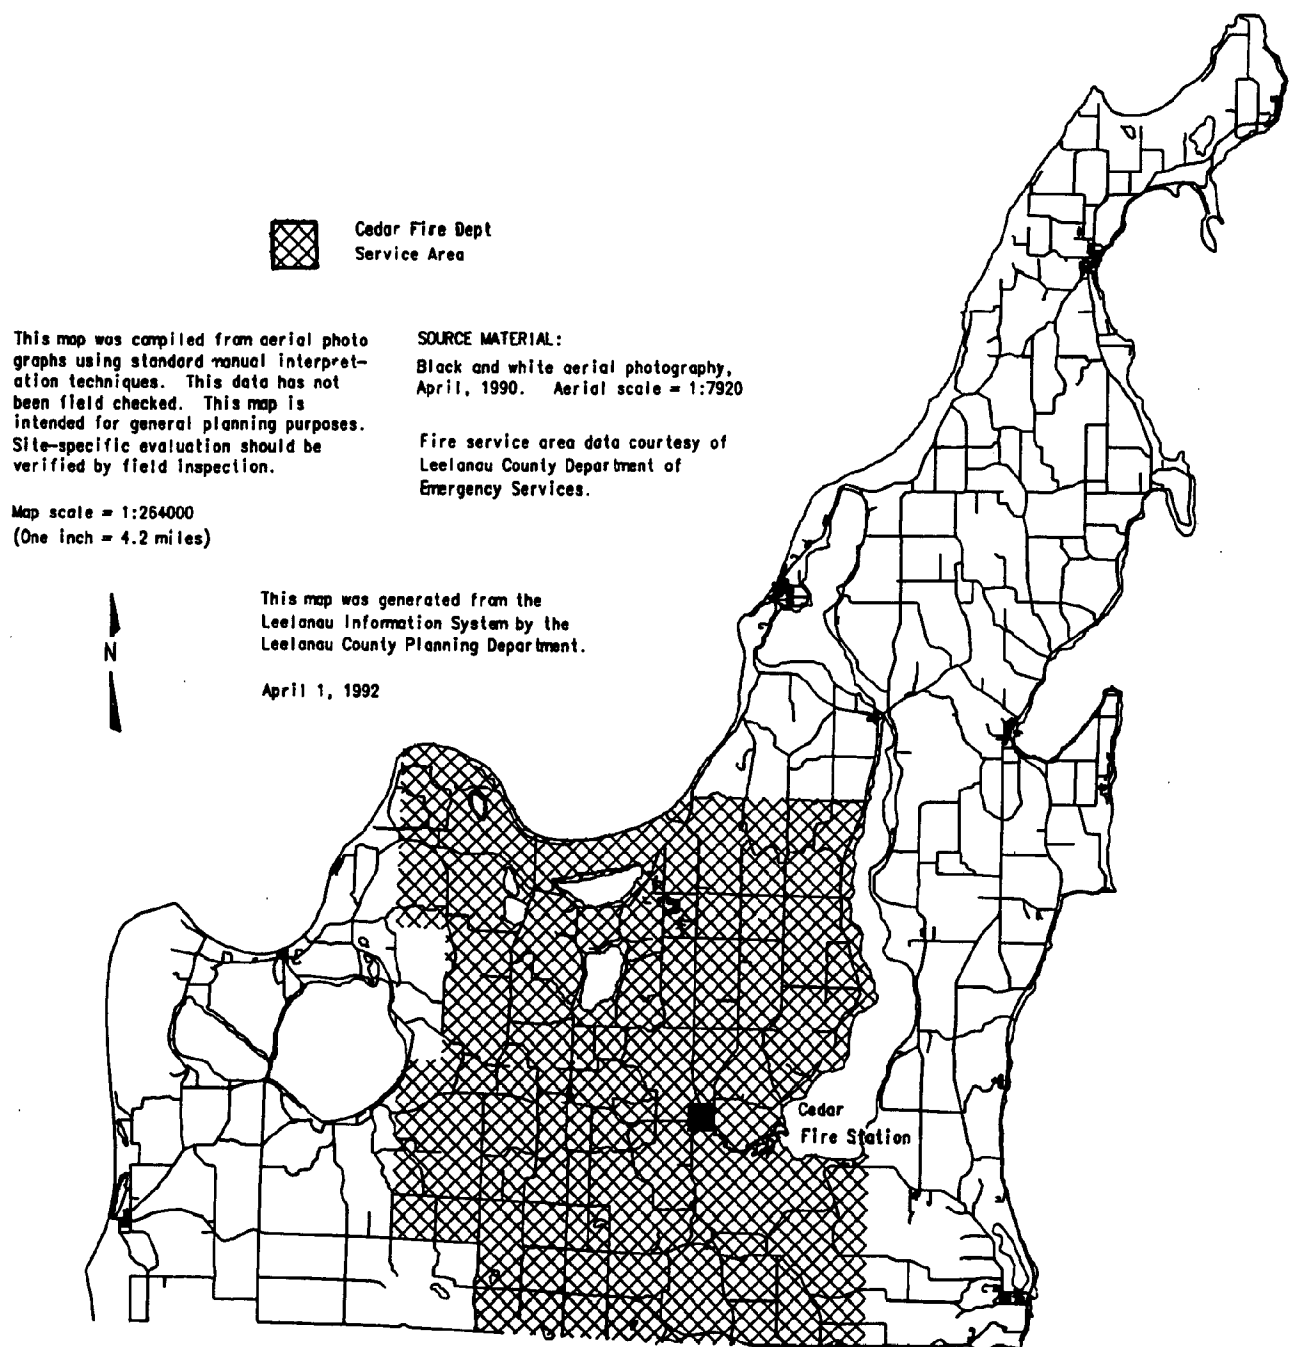 Cedar Fire Dept
Service Area
This map was compiled from aerial photo
graphs using standard manual interpret-
ation techniques. This data has not
been field checked. This map is
intended for general planning purposes.
Site-specific evaluation should be
verified by field inspection.
Map scale = 1:264000
(One inch = 4.2 miles)
SOURCE MATERIAL:
Black and white aerial photography,
April, 1990. Aerial scale = 1:7920
Fire service area data courtesy of
Leelanau County Department of
Emergency Services.
N
This map was generated from the
Leelanau Information System by the
Leelanau County Planning Department.
April 1, 1992
Cedar
Fire Station